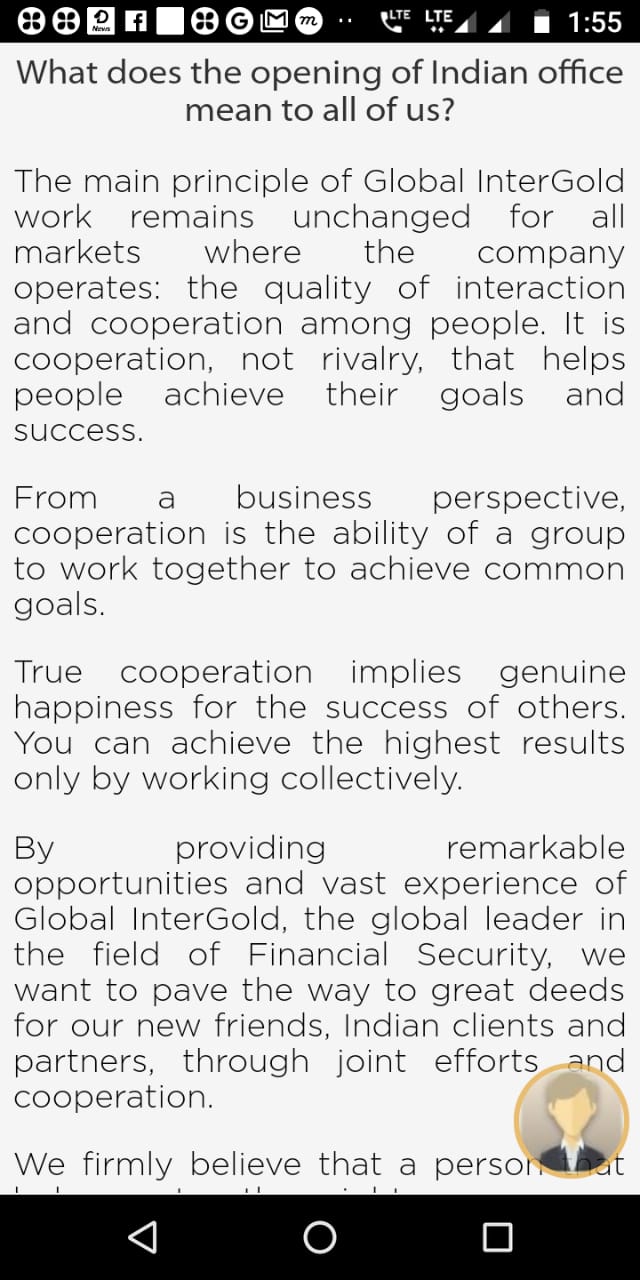 LTE LTE 1:55
News
What does the opening of Indian office
mean to all of us?
The main principle of Global InterGold
work remains unchanged for all
markets where the company
operates: the quality of interaction
and cooperation among people. It is
cooperation, not rivalry, that helps
people achieve their goals and
success.
From a business perspective,
cooperation is the ability of a group
to work together to achieve common
goals.
True cooperation implies genuine
happiness for the success of others.
You can achieve the highest results
only by working collectively.
By providing remarkable
opportunities and vast experience of
Global InterGold, the global leader in
the field of Financial Security, we
want to pave the way to great deeds
for our new friends, Indian clients and
partners, through joint efforts and
cooperation.
We firmly believe that a person that